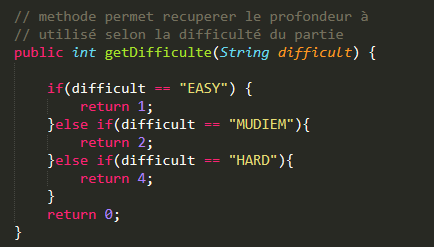 // methode permet recuperer le profondeur à
// utilisé selon la difficulté du partie
public int getDifficulte(String difficult) {
if(difficult == "EASY") {
return 1;
}else if(difficult == "MUDIEM"){
return 2;
}else if(difficult == "HARD"){
return 4;
}
return 0;
}